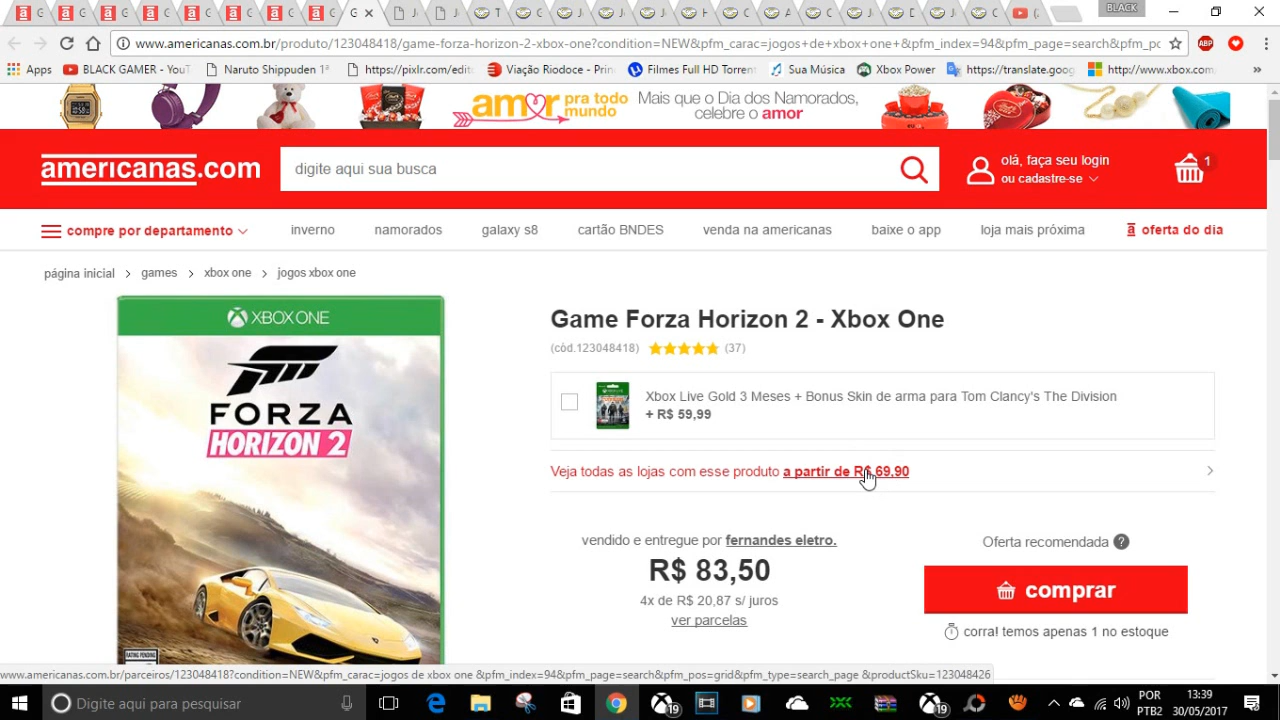 BLACK
www.americanas.com.br/produto/123048418/game-forza-horizon-2-xbox-one?condition=NEW&pfm_carac=jogos+de+xbox+one+&pfm_index=94&pfm_page=search&pfm_pc
ABP
Apps
BLACK GAMER - YouT
Naruto Shippuden 1ª
https://pixlr.com/edito
Viação Riodoce - Prin
Filmes Full HD Torrent
Sua Música
Xbox Power
https://translate.goog
http://www.xbox.com
amor pra todo mundo
Mais que o Dia dos Namorados,
celebre o amor
americanas.com
digite aqui sua busca
olá, faça seu login
ou cadastre-se
1
compre por departamento
inverno
namorados
galaxy s8
cartão BNDES
venda na americanas
baixe o app
loja mais próxima
oferta do dia
página inicial > games > xbox one > jogos xbox one
XBOX ONE
FORZA
HORIZON 2
RATING PENDING
Game Forza Horizon 2 - Xbox One
(cód.123048418) (37)
Xbox Live Gold 3 Meses + Bonus Skin de arma para Tom Clancy's The Division
+ R$ 59,99
Veja todas as lojas com esse produto a partir de R$ 69,90
vendido e entregue por fernandes eletro.
R$ 83,50
4x de R$ 20,87 s/ juros
ver parcelas
Oferta recomendada ?
comprar
corra! temos apenas 1 no estoque
www.americanas.com.br/parceiros/123048418?condition=NEW&pfm_carac=jogos de xbox one &pfm_index=94&pfm_page=search&pfm_pos=grid&pfm_type=search_page &productSku=123048426
Digite aqui para pesquisar
19
19
POR
PTB2
13:39
30/05/2017